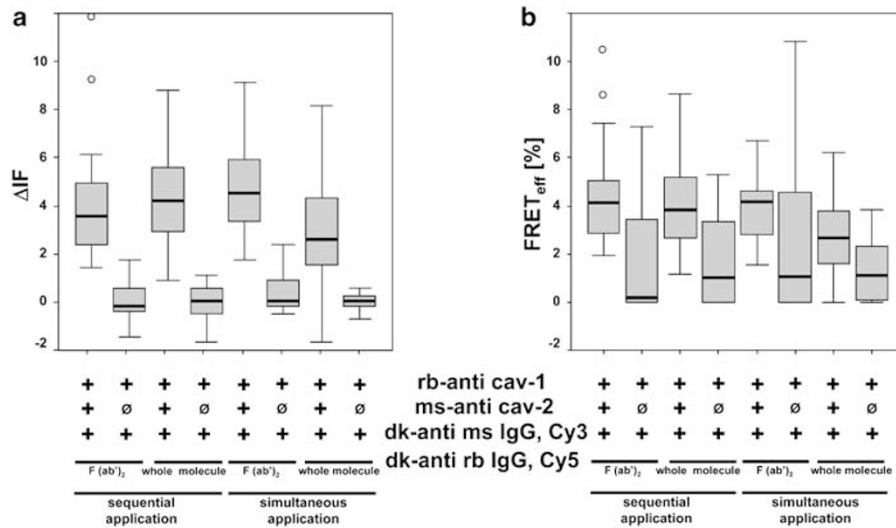 a
b
10
8
6
4
2
0
-2
ΔIF
10
8
6
4
2
0
-2
FRETeff [%]
+ + + + + + + + rb-anti cav-1 + + + + + + + +
+ ø + ø + ø + ø ms-anti cav-2 + ø + ø + ø + ø
+ + + + + + + + dk-anti ms IgG, Cy3 + + + + + + + +
dk-anti rb IgG, Cy5
F (ab')2 whole molecule F (ab')2 whole molecule F (ab')2 whole molecule F (ab')2 whole molecule
sequential application simultaneous application sequential application simultaneous application